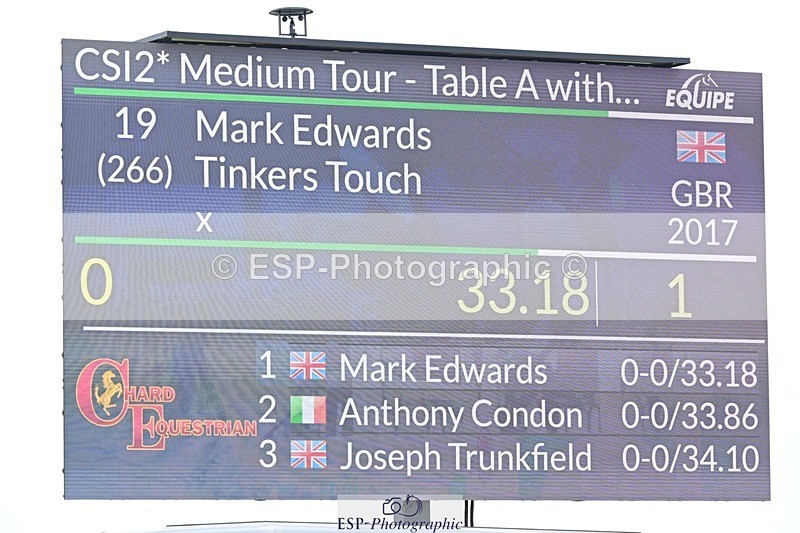 CSI2* Medium Tour - Table A with...
EQUIPE
19 Mark Edwards
(266) Tinkers Touch
GBR
x 2017
© ESP-Photographic ©
0 33.18 1
CHARD EQUESTRIAN
1 Mark Edwards 0-0/33.18
2 Anthony Condon 0-0/33.86
3 Joseph Trunkfield 0-0/34.10
ESP-Photographic